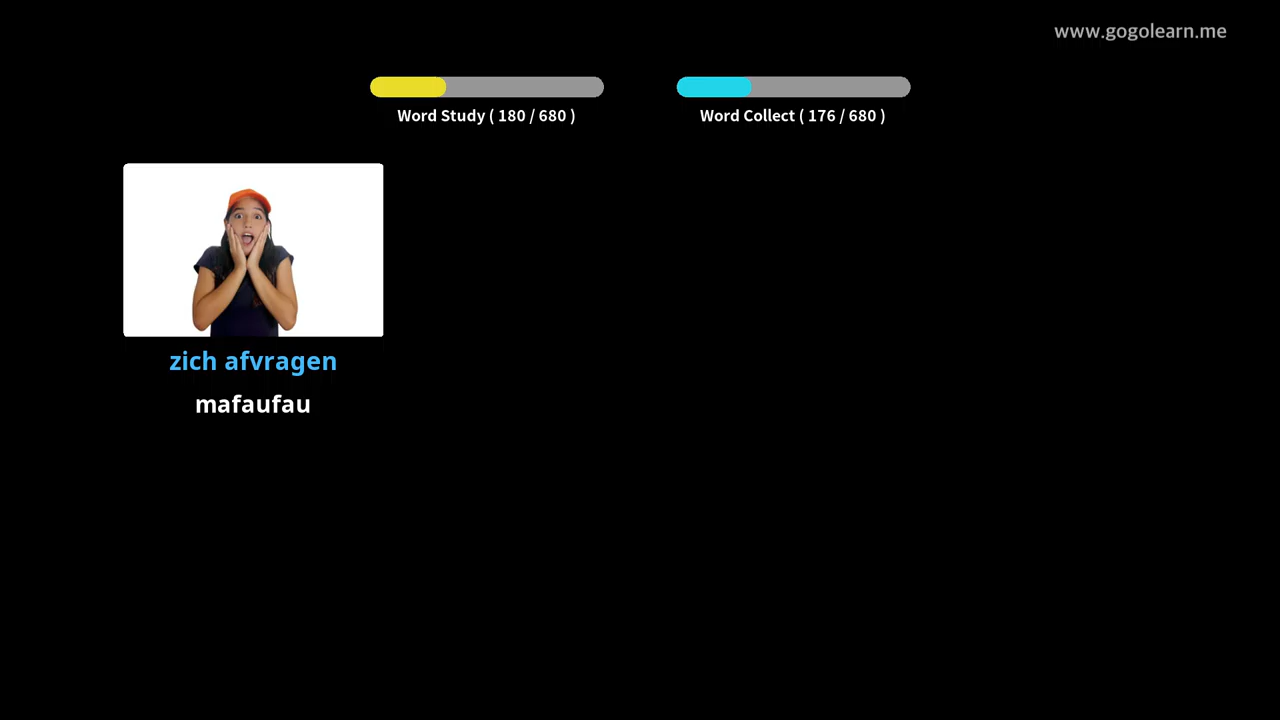 www.gogolearn.me
Word Study ( 180 / 680 )
Word Collect ( 176 / 680 )
zich afvragen
mafaufau